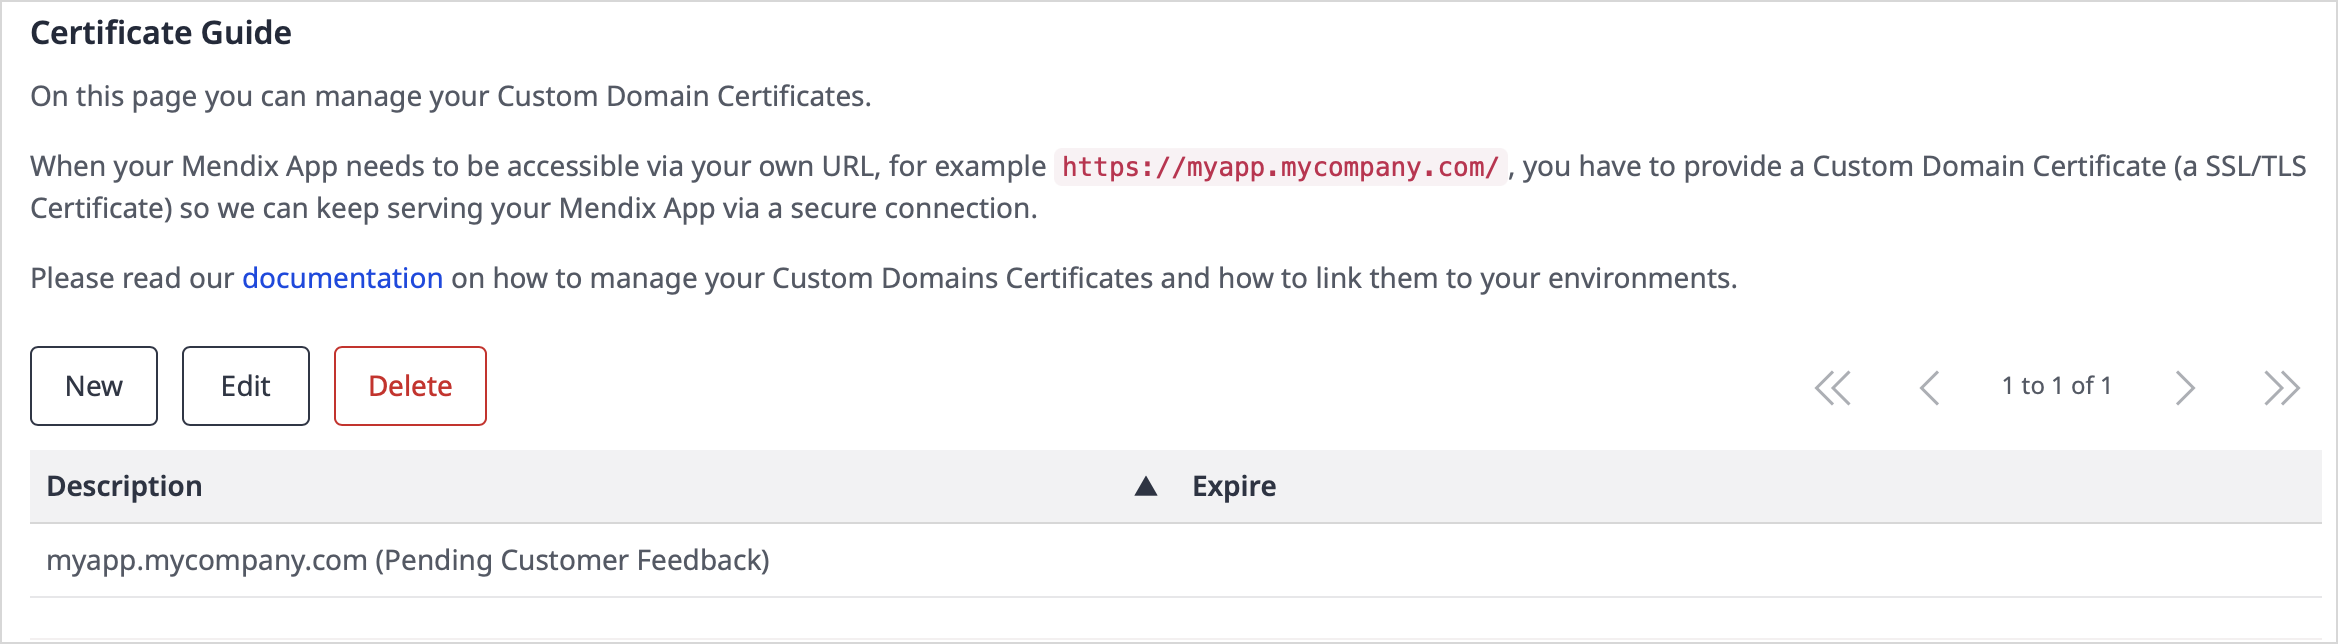 Certificate Guide
On this page you can manage your Custom Domain Certificates.
When your Mendix App needs to be accessible via your own URL, for example https://myapp.mycompany.com/, you have to provide a Custom Domain Certificate (a SSL/TLS
Certificate) so we can keep serving your Mendix App via a secure connection.
Please read our documentation on how to manage your Custom Domains Certificates and how to link them to your environments.
New Edit Delete 1 to 1 of 1
Description ▲ Expire
myapp.mycompany.com (Pending Customer Feedback)